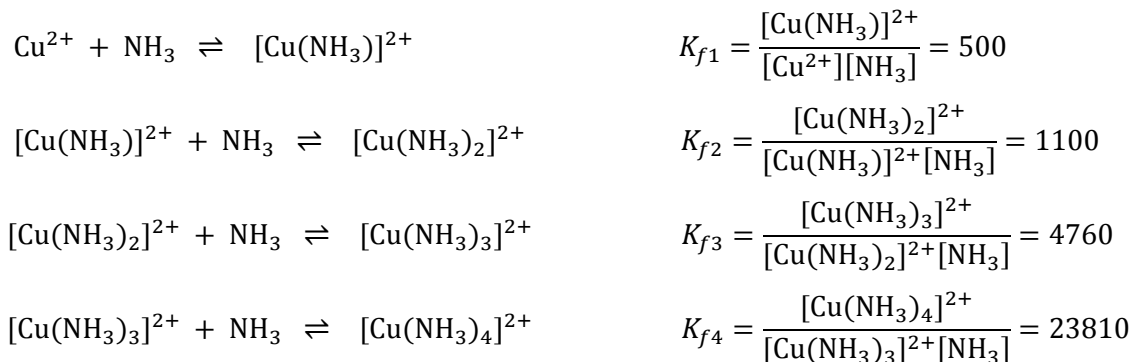 Cu²⁺ + NH₃ ⇌ [Cu(NH₃)]²⁺ K_f1 = [Cu(NH₃)]²⁺ / [Cu²⁺][NH₃] = 500
[Cu(NH₃)]²⁺ + NH₃ ⇌ [Cu(NH₃)₂]²⁺ K_f2 = [Cu(NH₃)₂]²⁺ / [Cu(NH₃)]²⁺[NH₃] = 1100
[Cu(NH₃)₂]²⁺ + NH₃ ⇌ [Cu(NH₃)₃]²⁺ K_f3 = [Cu(NH₃)₃]²⁺ / [Cu(NH₃)₂]²⁺[NH₃] = 4760
[Cu(NH₃)₃]²⁺ + NH₃ ⇌ [Cu(NH₃)₄]²⁺ K_f4 = [Cu(NH₃)₄]²⁺ / [Cu(NH₃)₃]²⁺[NH₃] = 23810